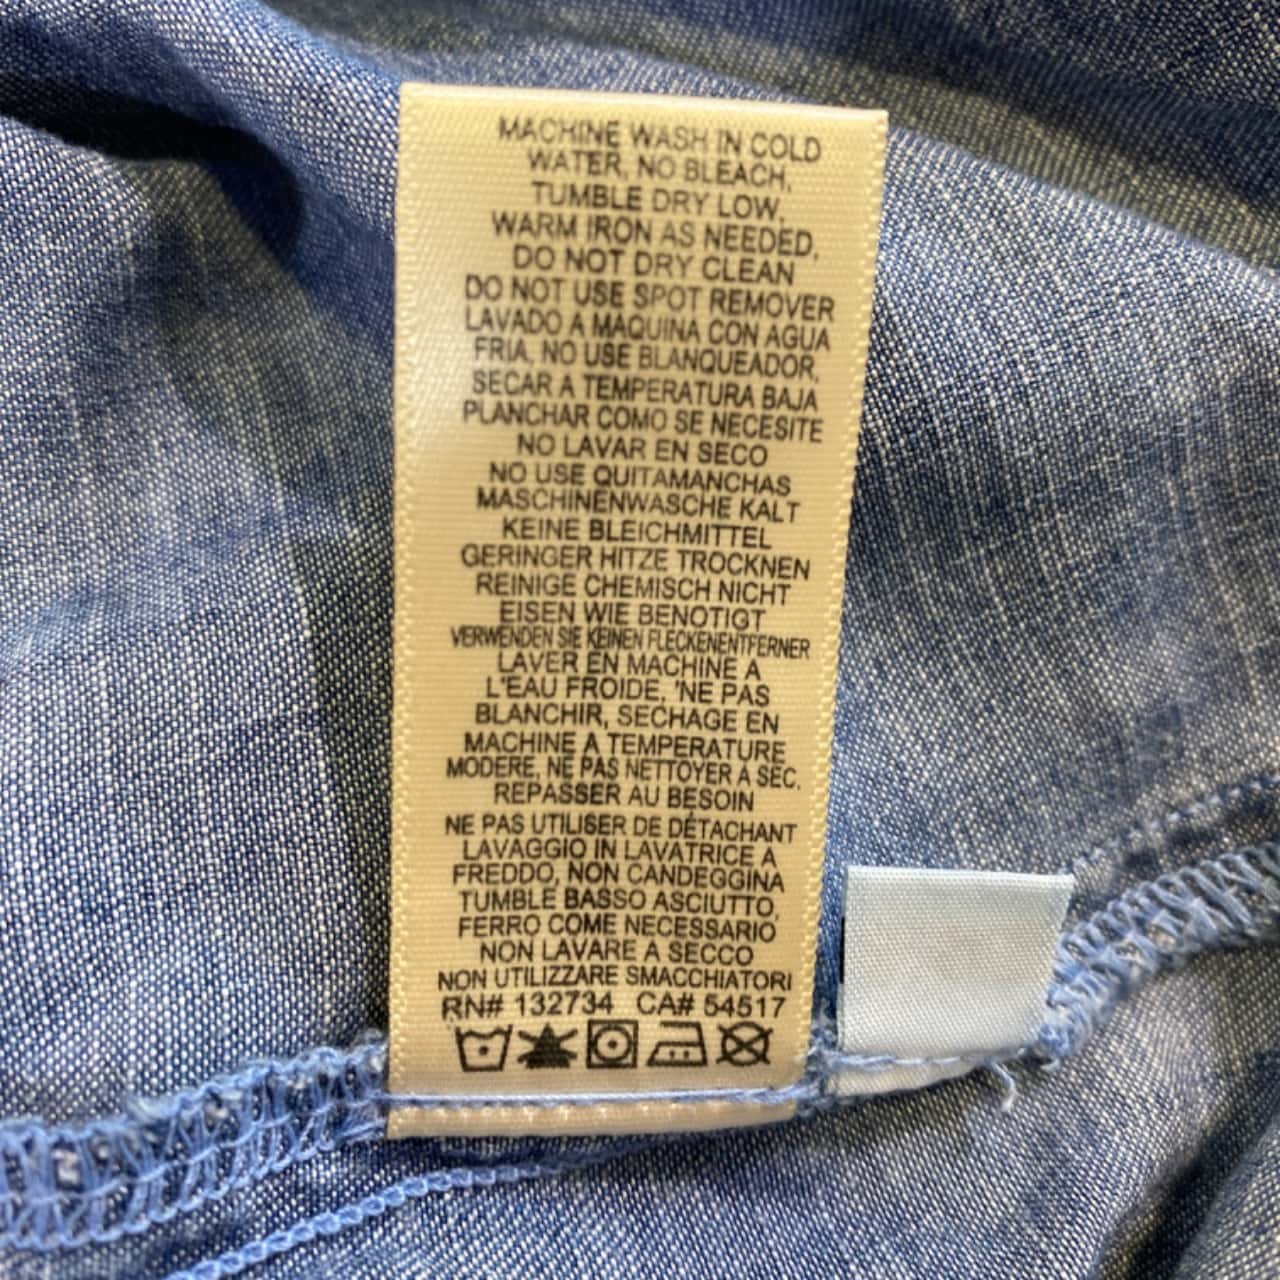 MACHINE WASH IN COLD
WATER, NO BLEACH,
TUMBLE DRY LOW,
WARM IRON AS NEEDED,
DO NOT DRY CLEAN
DO NOT USE SPOT REMOVER
LAVADO A MAQUINA CON AGUA
FRIA, NO USE BLANQUEADOR,
SECAR A TEMPERATURA BAJA
PLANCHAR COMO SE NECESITE
NO LAVAR EN SECO
NO USE QUITAMANCHAS
MASCHINENWASCHE KALT
KEINE BLEICHMITTEL
GERINGER HITZE TROCKNEN
REINIGE CHEMISCH NICHT
EISEN WIE BENOTIGT
VERWENDEN SIE KEINEN FLECKENENTFERNER
LAVER EN MACHINE A
L'EAU FROIDE, 'NE PAS
BLANCHIR, SECHAGE EN
MACHINE A TEMPERATURE
MODERE, NE PAS NETTOYER A SEC,
REPASSER AU BESOIN
NE PAS UTILISER DE DÉTACHANT
LAVAGGIO IN LAVATRICE A
FREDDO, NON CANDEGGINA
TUMBLE BASSO ASCIUTTO,
FERRO COME NECESSARIO
NON LAVARE A SECCO
NON UTILIZZARE SMACCHIATORI
RN# 132734 CA# 54517